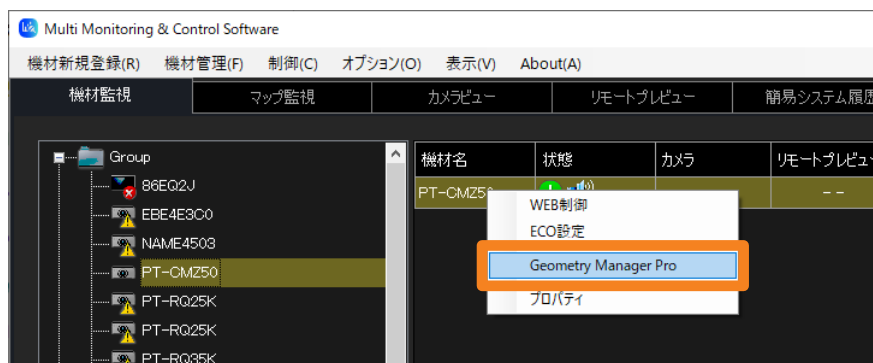 Multi Monitoring & Control Software
機材新規登録(R) 機材管理(F) 制御(C) オプション(O) 表示(V) About(A)
機材監視 マップ監視 カメラビュー リモートプレビュー 簡易システム履歴
Group
86EQ2J
EBE4E3C0
NAME4503
PT-CMZ50
PT-RQ25K
PT-RQ25K
PT-RQ35K
機材名 状態 カメラ リモートプレビュー
PT-CMZ50 --
WEB制御
ECO設定
Geometry Manager Pro
プロパティ